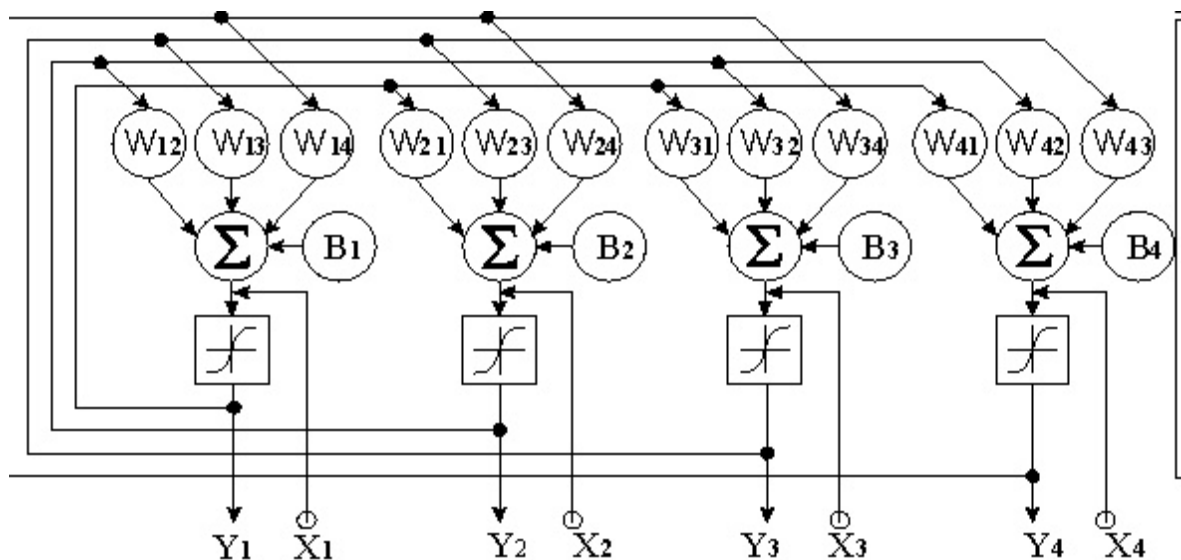 W12 W13 W14 W21 W23 W24 W31 W32 W34 W41 W42 W43
Σ B1 Σ B2 Σ B3 Σ B4
Y1 X1 Y2 X2 Y3 X3 Y4 X4